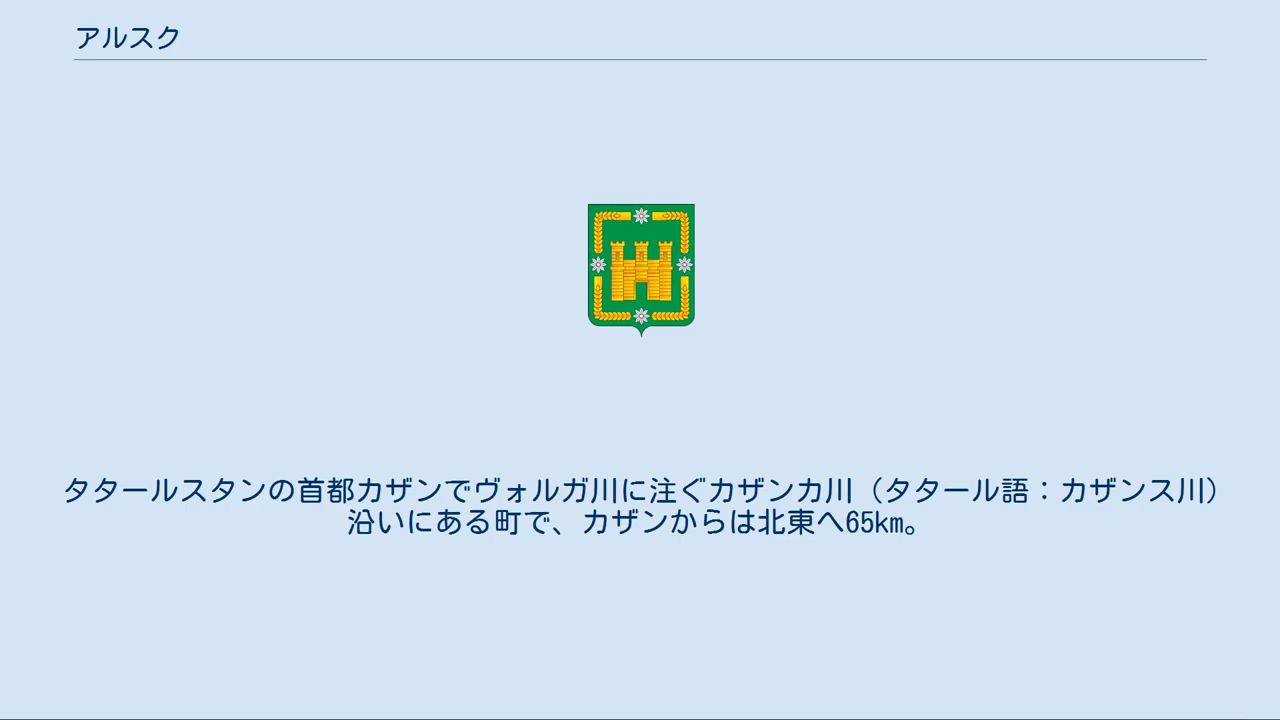 アルスク
タタールスタンの首都カザンでヴォルガ川に注ぐカザンカ川（タタール語：カザンス川）
沿いにある町で、カザンからは北東へ65km。